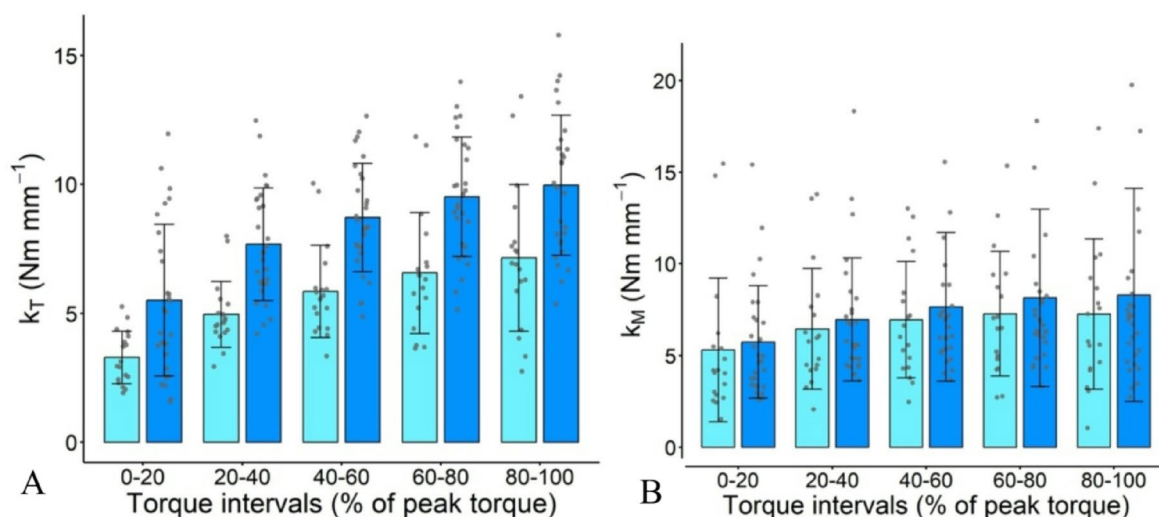 k_T (Nm mm⁻¹)
15
10
5
0
0-20 20-40 40-60 60-80 80-100
Torque intervals (% of peak torque)
A
k_M (Nm mm⁻¹)
20
15
10
5
0
0-20 20-40 40-60 60-80 80-100
Torque intervals (% of peak torque)
B